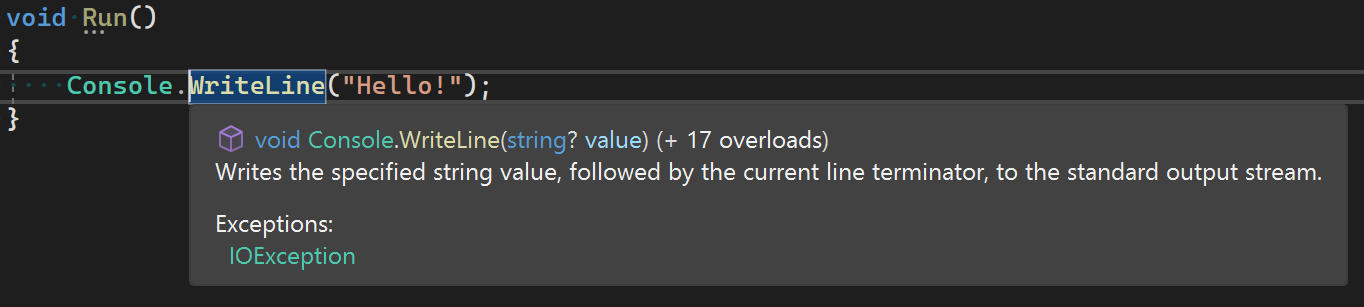 void Run()
{
Console.WriteLine("Hello!");
}
void Console.WriteLine(string? value) (+ 17 overloads)
Writes the specified string value, followed by the current line terminator, to the standard output stream.
Exceptions:
IOException